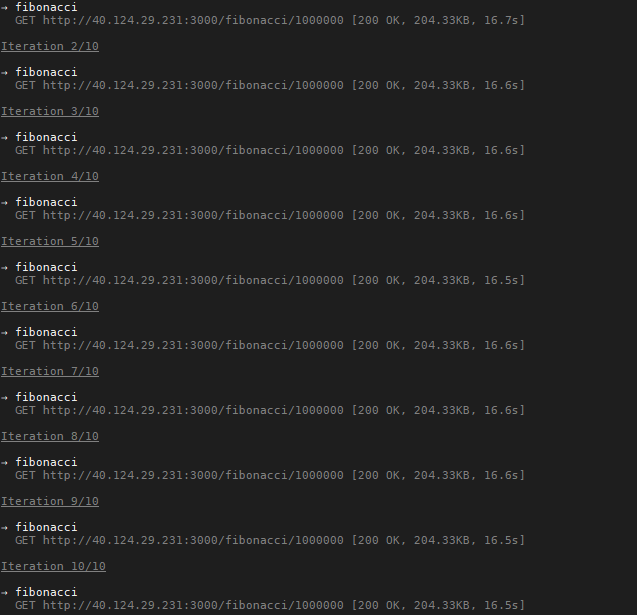 → fibonacci
GET http://40.124.29.231:3000/fibonacci/1000000 [200 OK, 204.33KB, 16.7s]
Iteration 2/10
→ fibonacci
GET http://40.124.29.231:3000/fibonacci/1000000 [200 OK, 204.33KB, 16.6s]
Iteration 3/10
→ fibonacci
GET http://40.124.29.231:3000/fibonacci/1000000 [200 OK, 204.33KB, 16.6s]
Iteration 4/10
→ fibonacci
GET http://40.124.29.231:3000/fibonacci/1000000 [200 OK, 204.33KB, 16.6s]
Iteration 5/10
→ fibonacci
GET http://40.124.29.231:3000/fibonacci/1000000 [200 OK, 204.33KB, 16.5s]
Iteration 6/10
→ fibonacci
GET http://40.124.29.231:3000/fibonacci/1000000 [200 OK, 204.33KB, 16.6s]
Iteration 7/10
→ fibonacci
GET http://40.124.29.231:3000/fibonacci/1000000 [200 OK, 204.33KB, 16.6s]
Iteration 8/10
→ fibonacci
GET http://40.124.29.231:3000/fibonacci/1000000 [200 OK, 204.33KB, 16.6s]
Iteration 9/10
→ fibonacci
GET http://40.124.29.231:3000/fibonacci/1000000 [200 OK, 204.33KB, 16.5s]
Iteration 10/10
→ fibonacci
GET http://40.124.29.231:3000/fibonacci/1000000 [200 OK, 204.33KB, 16.5s]